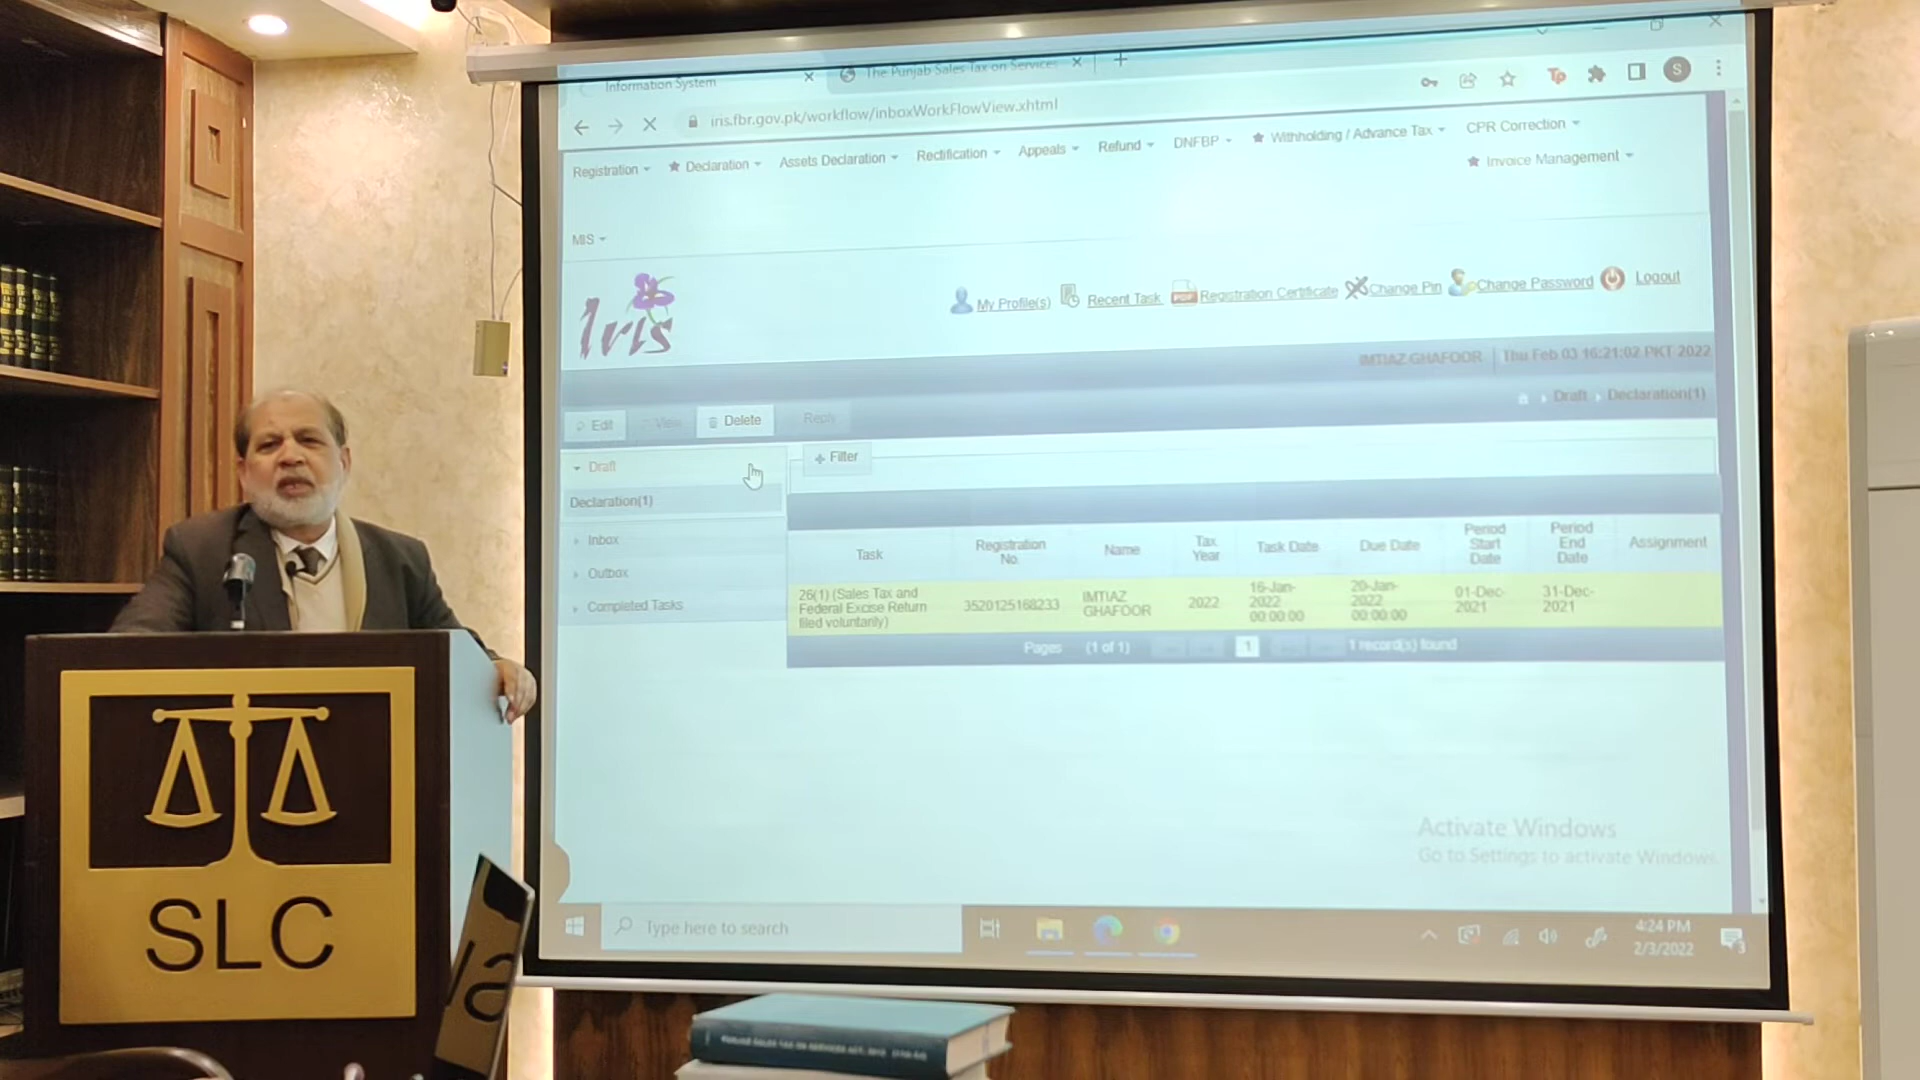 Information System
The Punjab Sales Tax on Services
iris.fbr.gov.pk/workflow/inboxWorkFlowView.xhtml
S
Registration Declaration Assets Declaration Rectification Appeals Refund DNFBP Withholding / Advance Tax CPR Correction
Invoice Management
MIS
Iris
My Profile(s) Recent Task Registration Certificate Change Pin Change Password Logout
IMTIAZ GHAFOOR Thu Feb 03 16:21:02 PKT 2022
Draft Declaration(1)
Edit View Delete Reply
Draft
Filter
Declaration(1)
Inbox
Outbox
Completed Tasks
Task Registration No. Name Tax Year Task Date Due Date Period Start Date Period End Date Assignment
26(1) (Sales Tax and
Federal Excise Return
filed voluntarily)
3520125168233
IMTIAZ
GHAFOOR
2022
16-Jan-
2022
00:00:00
20-Jan-
2022
00:00:00
01-Dec-
2021
31-Dec-
2021
Pages (1 of 1) 1 1 record(s) found
Activate Windows
Go to Settings to activate Windows.
Type here to search
4:24 PM
2/3/2022
3
SLC